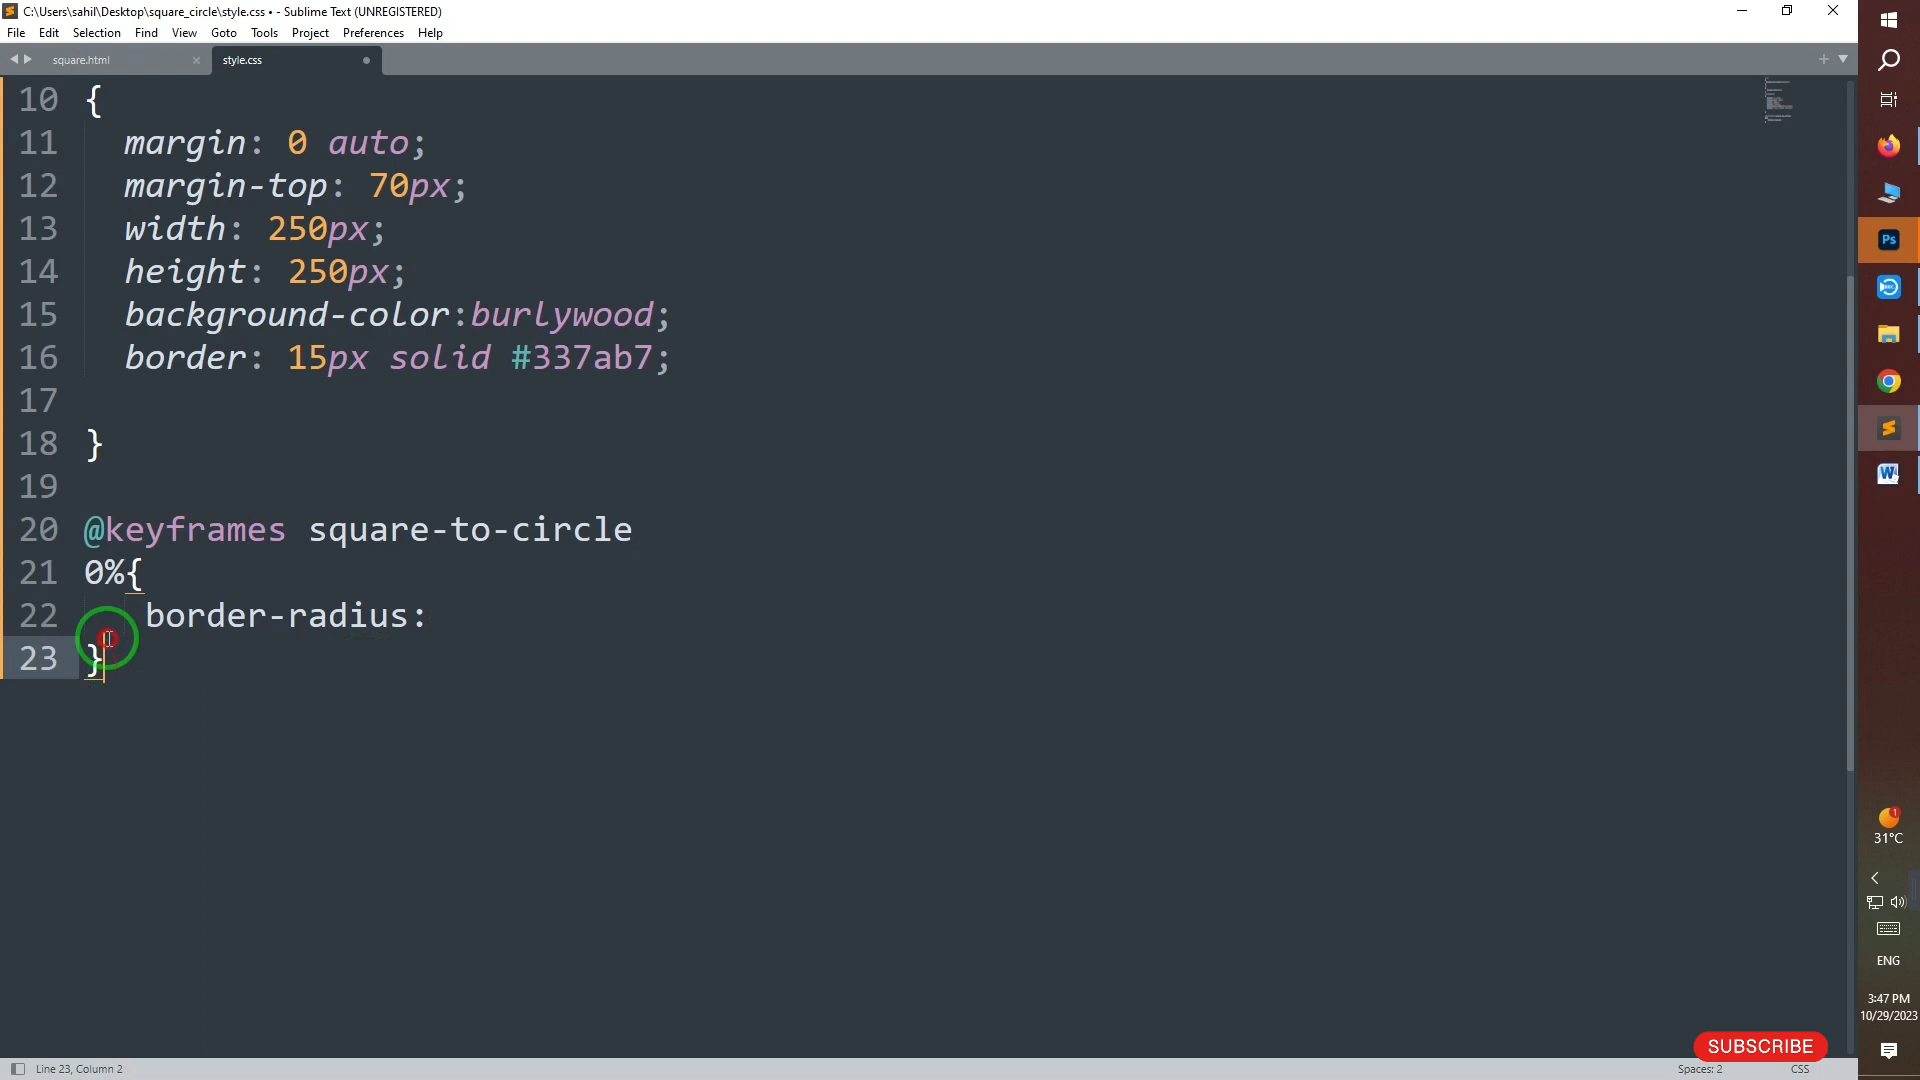 C:\Users\sahil\Desktop\square_circle\style.css • - Sublime Text (UNREGISTERED)
File Edit Selection Find View Goto Tools Project Preferences Help
square.html style.css
10 {
11 margin: 0 auto;
12 margin-top: 70px;
13 width: 250px;
14 height: 250px;
15 background-color:burlywood;
16 border: 15px solid #337ab7;
17
18 }
19
20 @keyframes square-to-circle
21 0%{
22 border-radius:
23 }
Ps
W
1
31°C
ENG
3:47 PM
10/29/2023
SUBSCRIBE
Line 23, Column 2
Spaces: 2
CSS